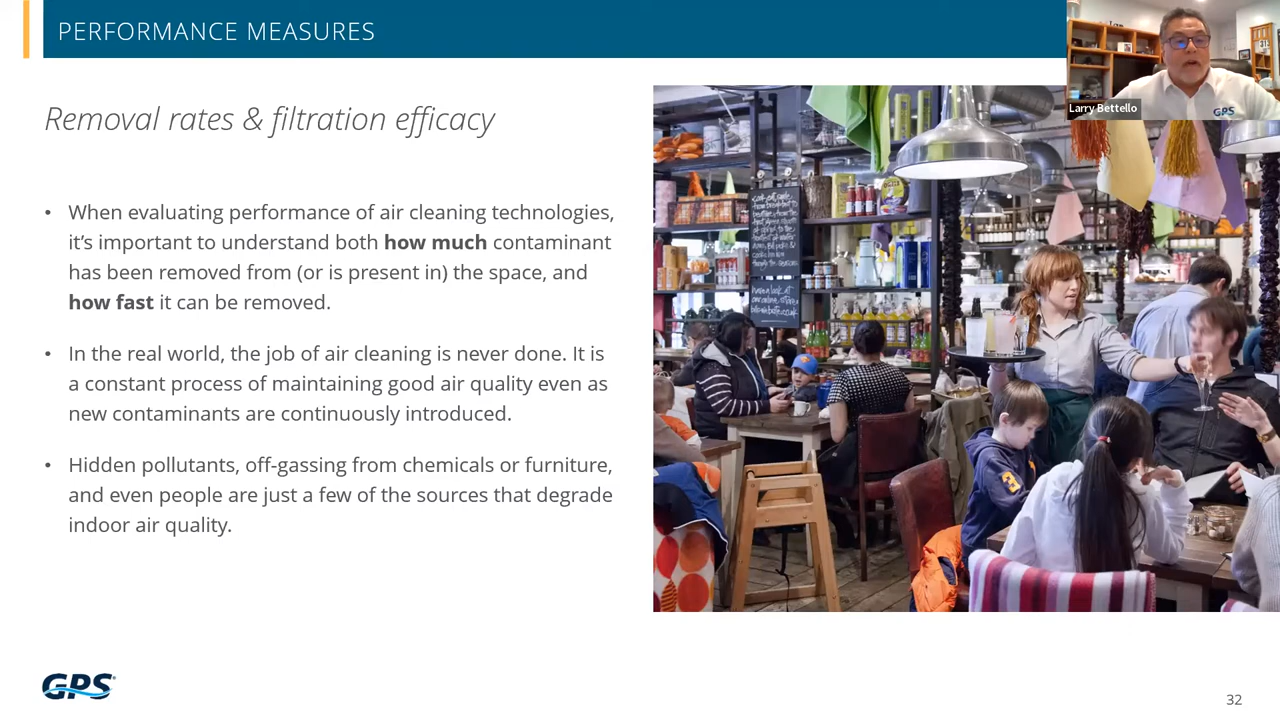 PERFORMANCE MEASURES
Larry Bettello
GPS
Removal rates & filtration efficacy
• When evaluating performance of air cleaning technologies,
it’s important to understand both how much contaminant
has been removed from (or is present in) the space, and
how fast it can be removed.
• In the real world, the job of air cleaning is never done. It is
a constant process of maintaining good air quality even as
new contaminants are continuously introduced.
• Hidden pollutants, off-gassing from chemicals or furniture,
and even people are just a few of the sources that degrade
indoor air quality.
3
GPS®
32